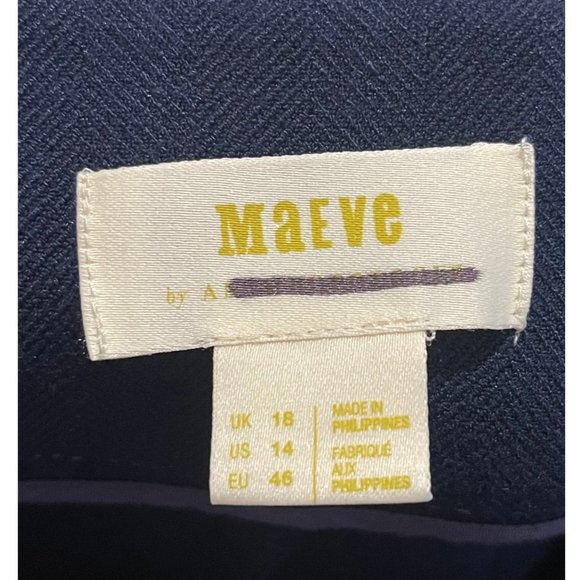 MaEVe
by
UK 18
US 14
EU 46
MADE IN
PHILIPPINES
FABRIQUÉ
AUX
PHILIPPINES